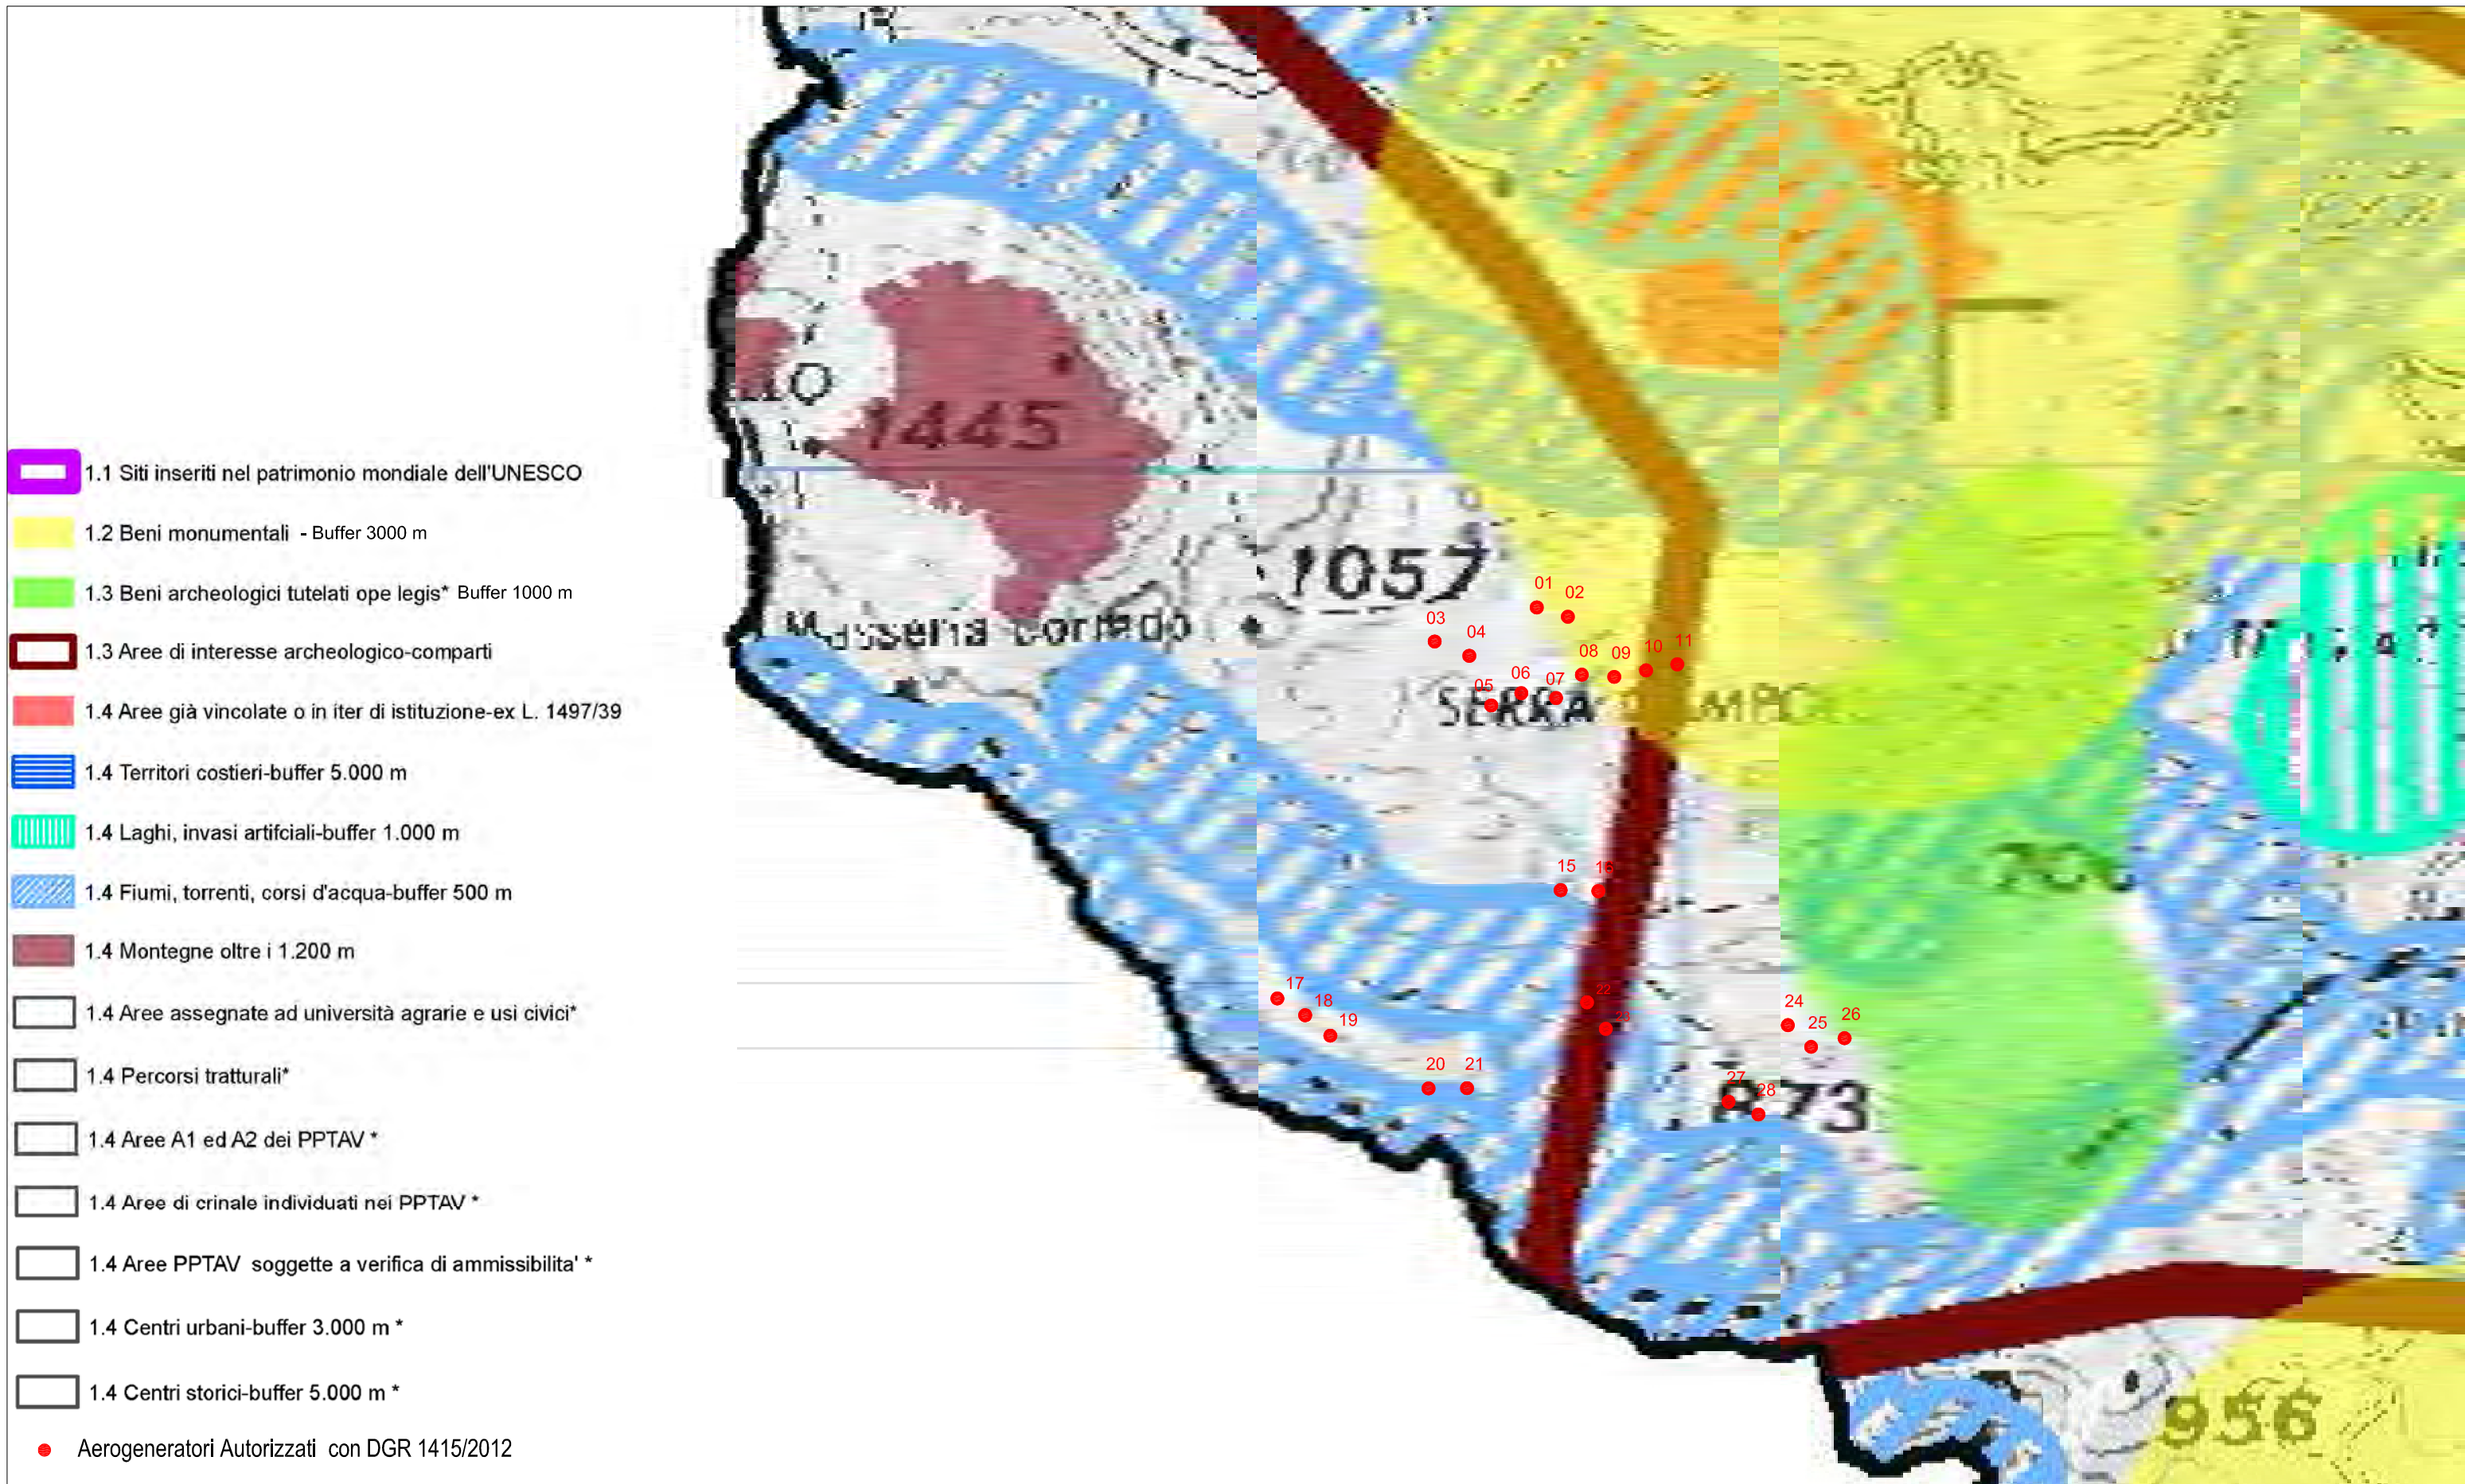 1.1 Siti inseriti nel patrimonio mondiale dell'UNESCO
1.2 Beni monumentali - Buffer 3000 m
1.3 Beni archeologici tutelati ope legis* Buffer 1000 m
1.3 Aree di interesse archeologico-comparti
1.4 Aree già vincolate o in iter di istituzione-ex L. 1497/39
1.4 Territori costieri-buffer 5.000 m
1.4 Laghi, invasi artifciali-buffer 1.000 m
1.4 Fiumi, torrenti, corsi d'acqua-buffer 500 m
1.4 Montegne oltre i 1.200 m
1.4 Aree assegnate ad università agrarie e usi civici*
1.4 Percorsi tratturali*
1.4 Aree A1 ed A2 dei PPTAV *
1.4 Aree di crinale individuati nei PPTAV *
1.4 Aree PPTAV soggette a verifica di ammissibilita' *
1.4 Centri urbani-buffer 3.000 m *
1.4 Centri storici-buffer 5.000 m *
Aerogeneratori Autorizzati con DGR 1415/2012
1445
1057
Masseria Corrado
01
02
03
04
05
06
07
08
09
10
11
SERRA
15
16
17
18
19
20
21
22
23
24
25
26
27
28
73
956